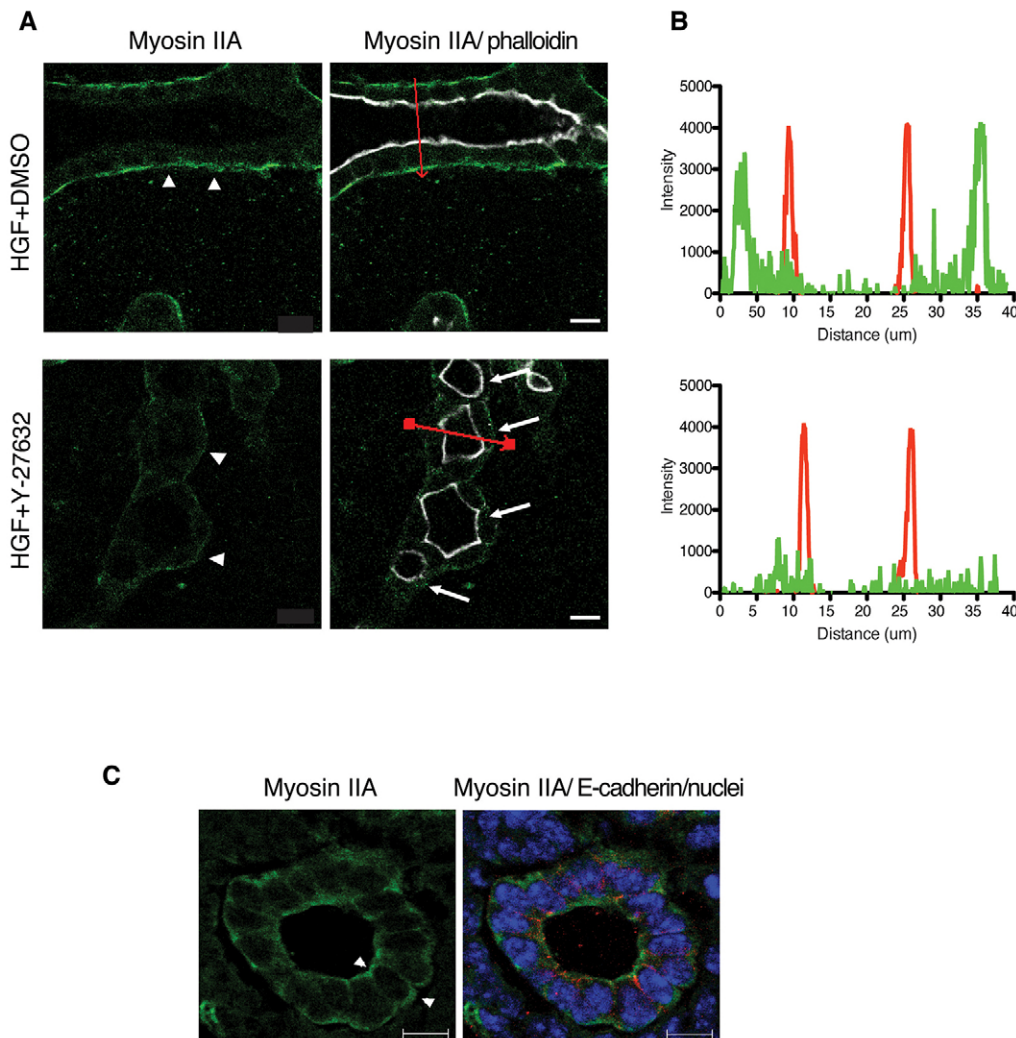 A
B
Myosin IIA
Myosin IIA/ phalloidin
HGF+DMSO
HGF+Y-27632
5000
4000
3000
2000
1000
0
Intensity
0 50 10 15 20 25 30 35 40
Distance (um)
5000
4000
3000
2000
1000
0
Intensity
0 5 10 15 20 25 30 35 40
Distance (um)
C
Myosin IIA
Myosin IIA/ E-cadherin/nuclei